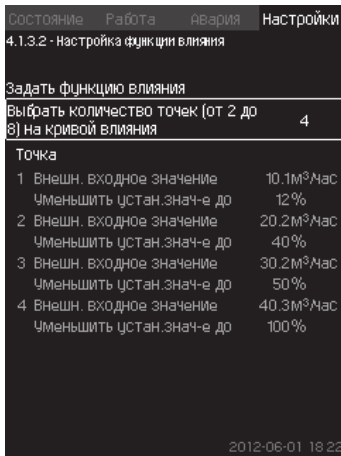 Состояние Работа Авария Настройки
4.1.3.2 - Настройка функции влияния
Задать функцию влияния
Выбрать количество точек (от 2 до 4
8) на кривой влияния
Точка
1 Внешн. входное значение 10.1м³/час
Уменьшить устан.знач-е до 12%
2 Внешн. входное значение 20.2м³/час
Уменьшить устан.знач-е до 40%
3 Внешн. входное значение 30.2м³/час
Уменьшить устан.знач-е до 50%
4 Внешн. входное значение 40.3м³/час
Уменьшить устан.знач-е до 100%
2012-06-01 18:22